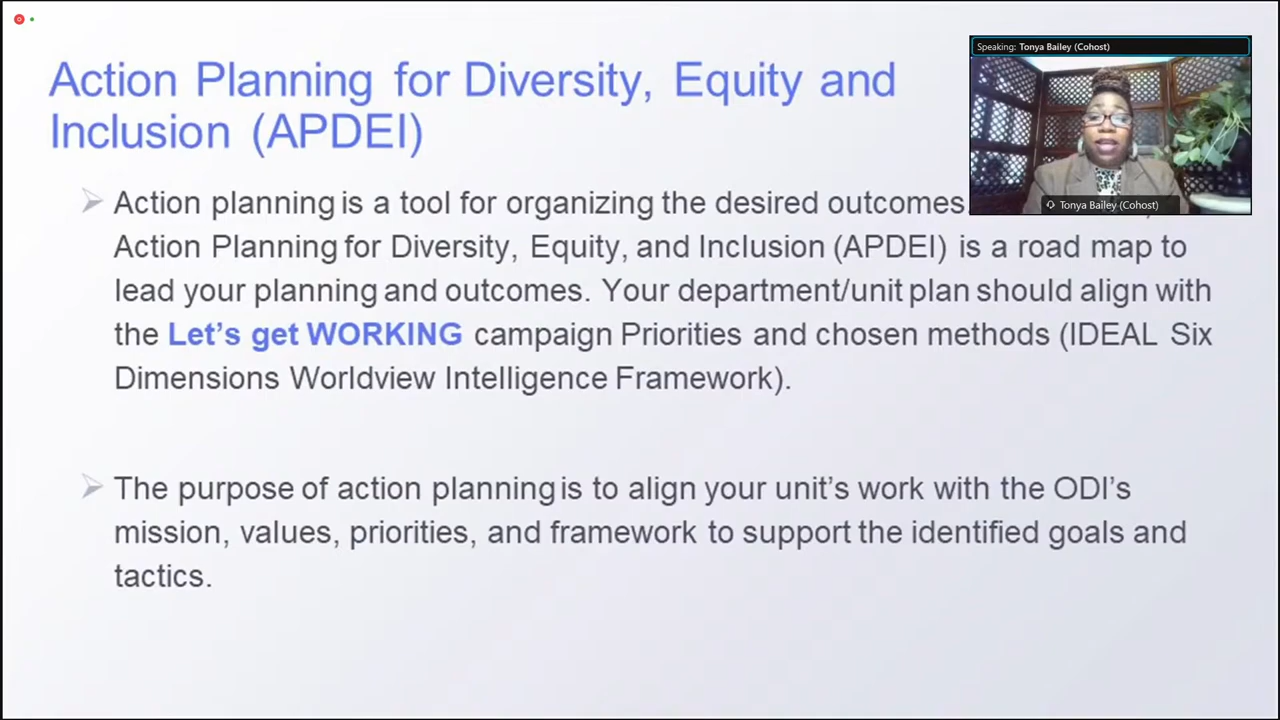 Action Planning for Diversity, Equity and
Inclusion (APDEI)
Speaking: Tonya Bailey (Cohost)
Tonya Bailey (Cohost)
Action planning is a tool for organizing the desired outcomes.
Action Planning for Diversity, Equity, and Inclusion (APDEI) is a road map to
lead your planning and outcomes. Your department/unit plan should align with
the Let's get WORKING campaign Priorities and chosen methods (IDEAL Six
Dimensions Worldview Intelligence Framework).
The purpose of action planning is to align your unit's work with the ODI's
mission, values, priorities, and framework to support the identified goals and
tactics.